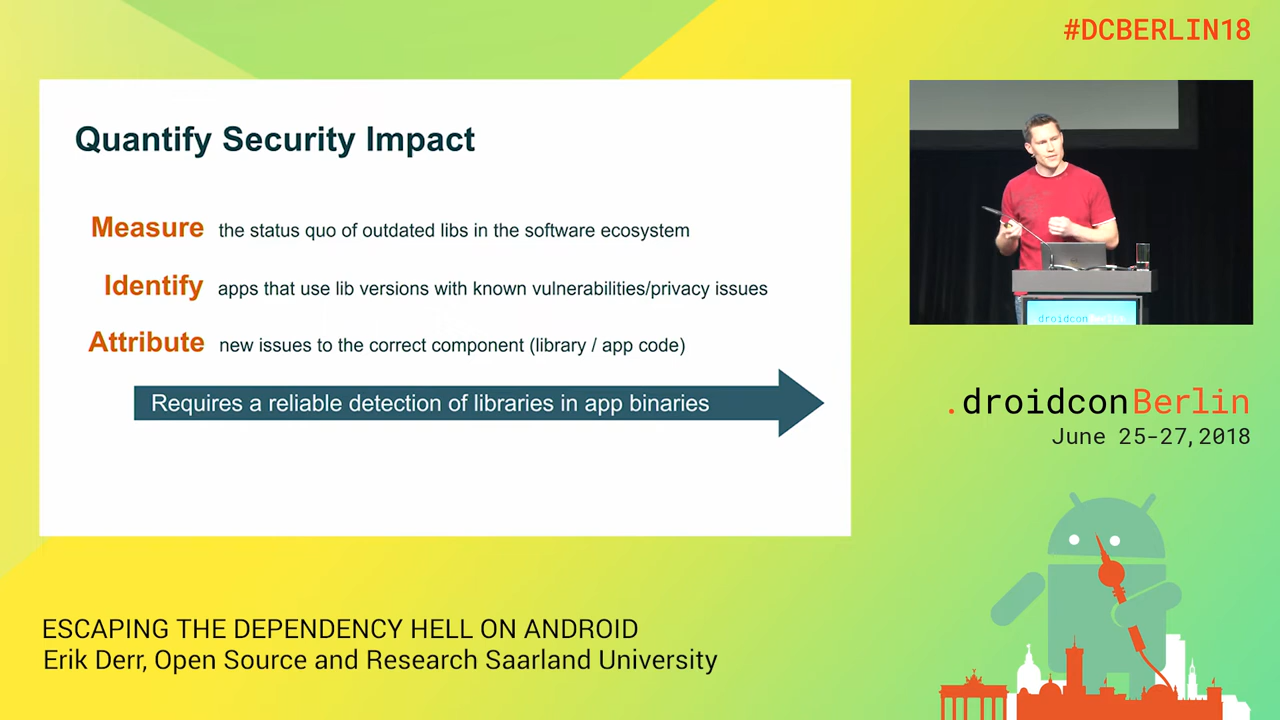 #DCBERLIN18
Quantify Security Impact
Measure the status quo of outdated libs in the software ecosystem
Identify apps that use lib versions with known vulnerabilities/privacy issues
Attribute new issues to the correct component (library / app code)
Requires a reliable detection of libraries in app binaries
droidcon Berlin
.droidconBerlin
June 25-27, 2018
ESCAPING THE DEPENDENCY HELL ON ANDROID
Erik Derr, Open Source and Research Saarland University